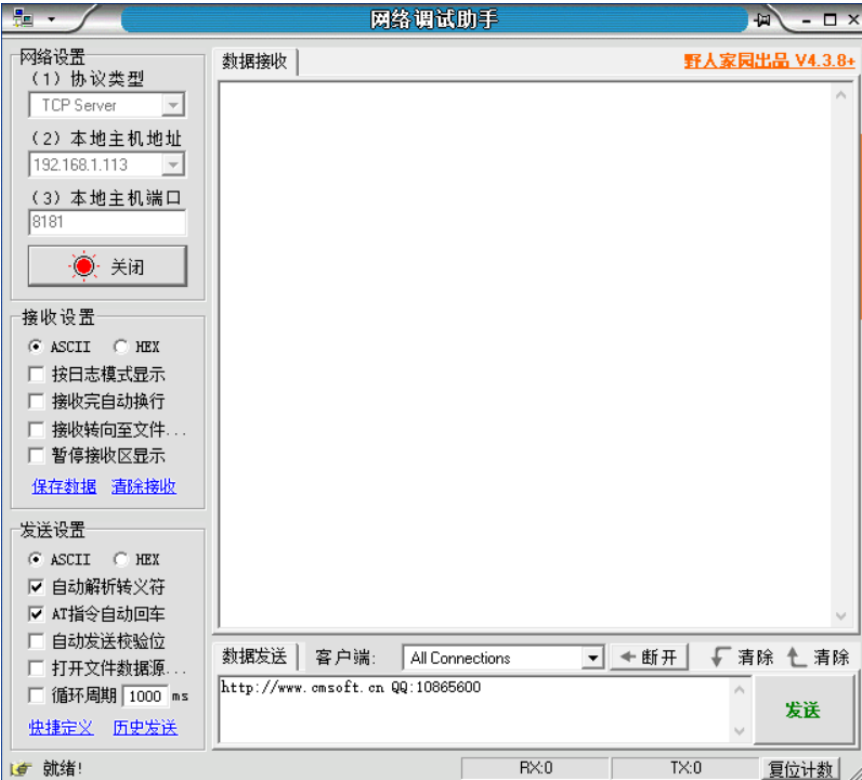 网络调试助手
网络设置
(1) 协议类型
TCP Server
(2) 本地主机地址
192.168.1.113
(3) 本地主机端口
8181
关闭
接收设置
ASCII HEX
按日志模式显示
接收完自动换行
接收转向至文件...
暂停接收区显示
保存数据 清除接收
发送设置
ASCII HEX
自动解析转义符
AT指令自动回车
自动发送校验位
打开文件数据源...
循环周期 1000 ms
快捷定义 历史发送
数据接收 野人家园出品 V4.3.8+
数据发送 客户端: All Connections 断开 清除 清除
http://www.cmsoft.cn QQ:10865600
发送
就绪! RX:0 TX:0 复位计数